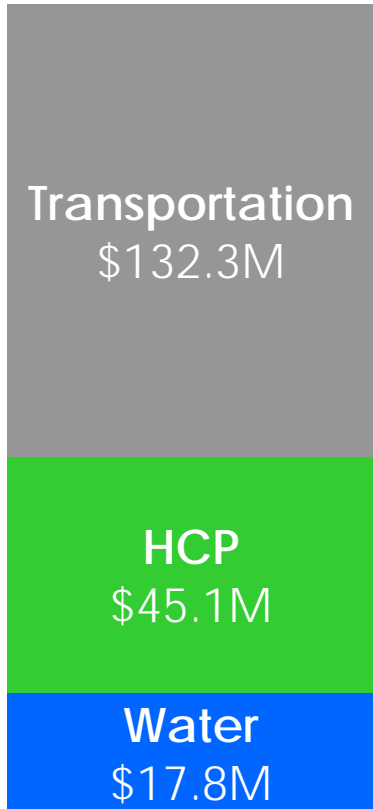 Transportation
$132.3M
HCP
$45.1M
Water
$17.8M